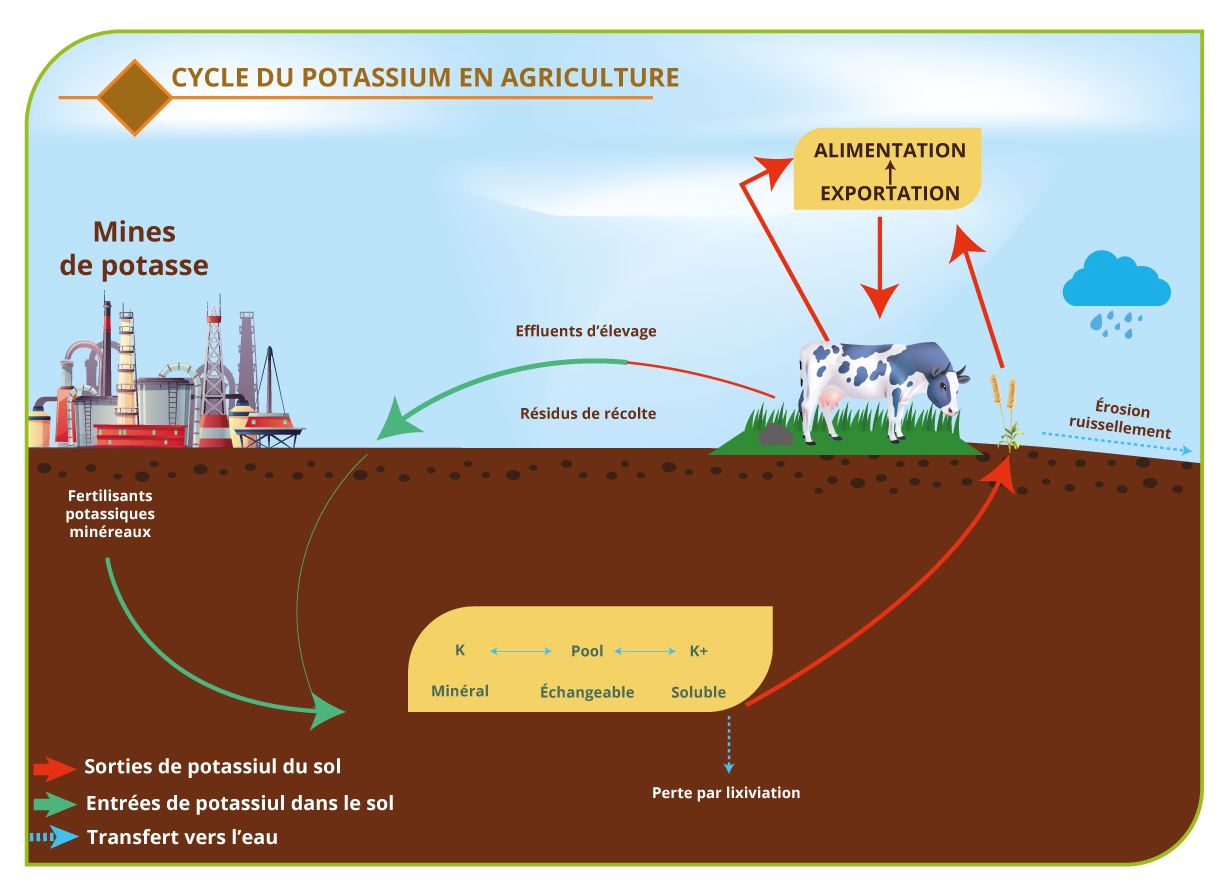 CYCLE DU POTASSIUM EN AGRICULTURE
ALIMENTATION
EXPORTATION
Mines
de potasse
Effluents d'élevage
Résidus de récolte
Érosion
ruissellement
Fertilisants
potassiques
minéreaux
K Pool K+
Minéral Échangeable Soluble
Perte par lixiviation
Sorties de potassiul du sol
Entrées de potassiul dans le sol
Transfert vers l'eau